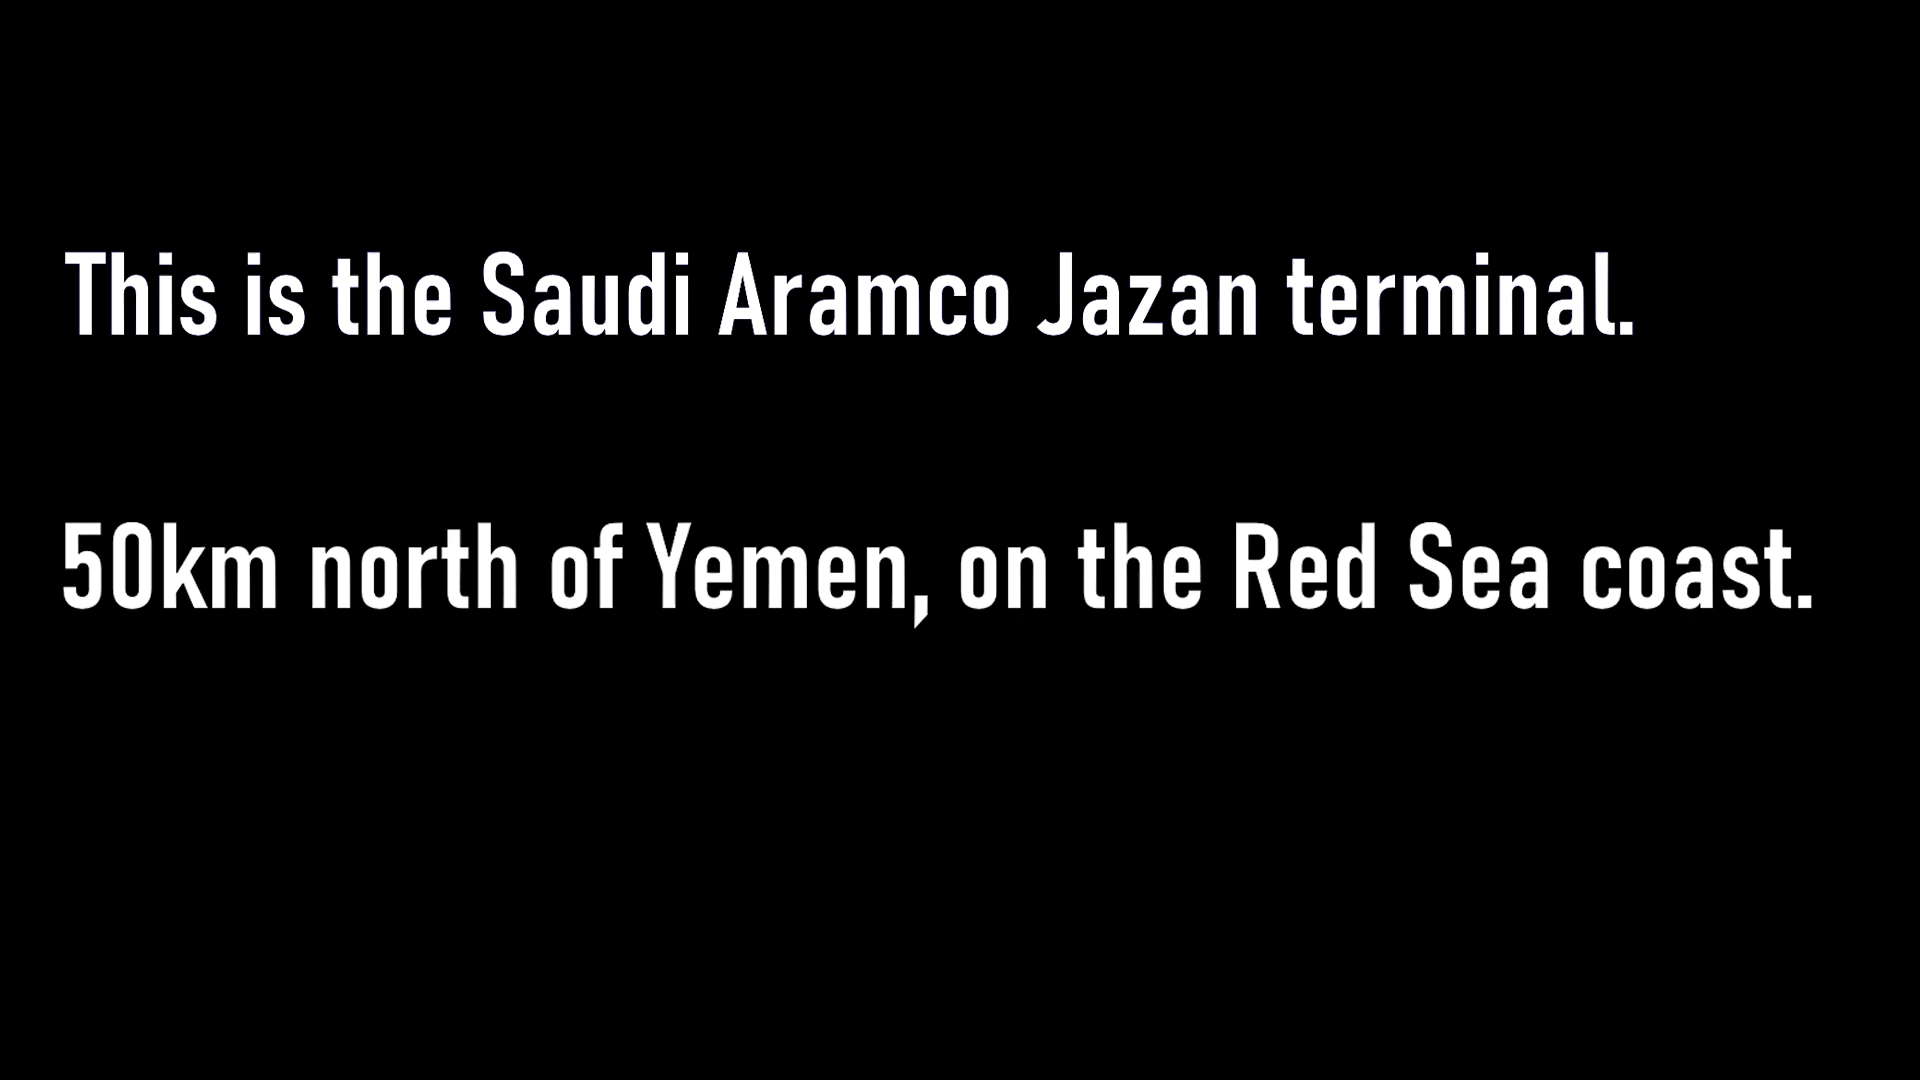 This is the Saudi Aramco Jazan terminal.
50km north of Yemen, on the Red Sea coast.